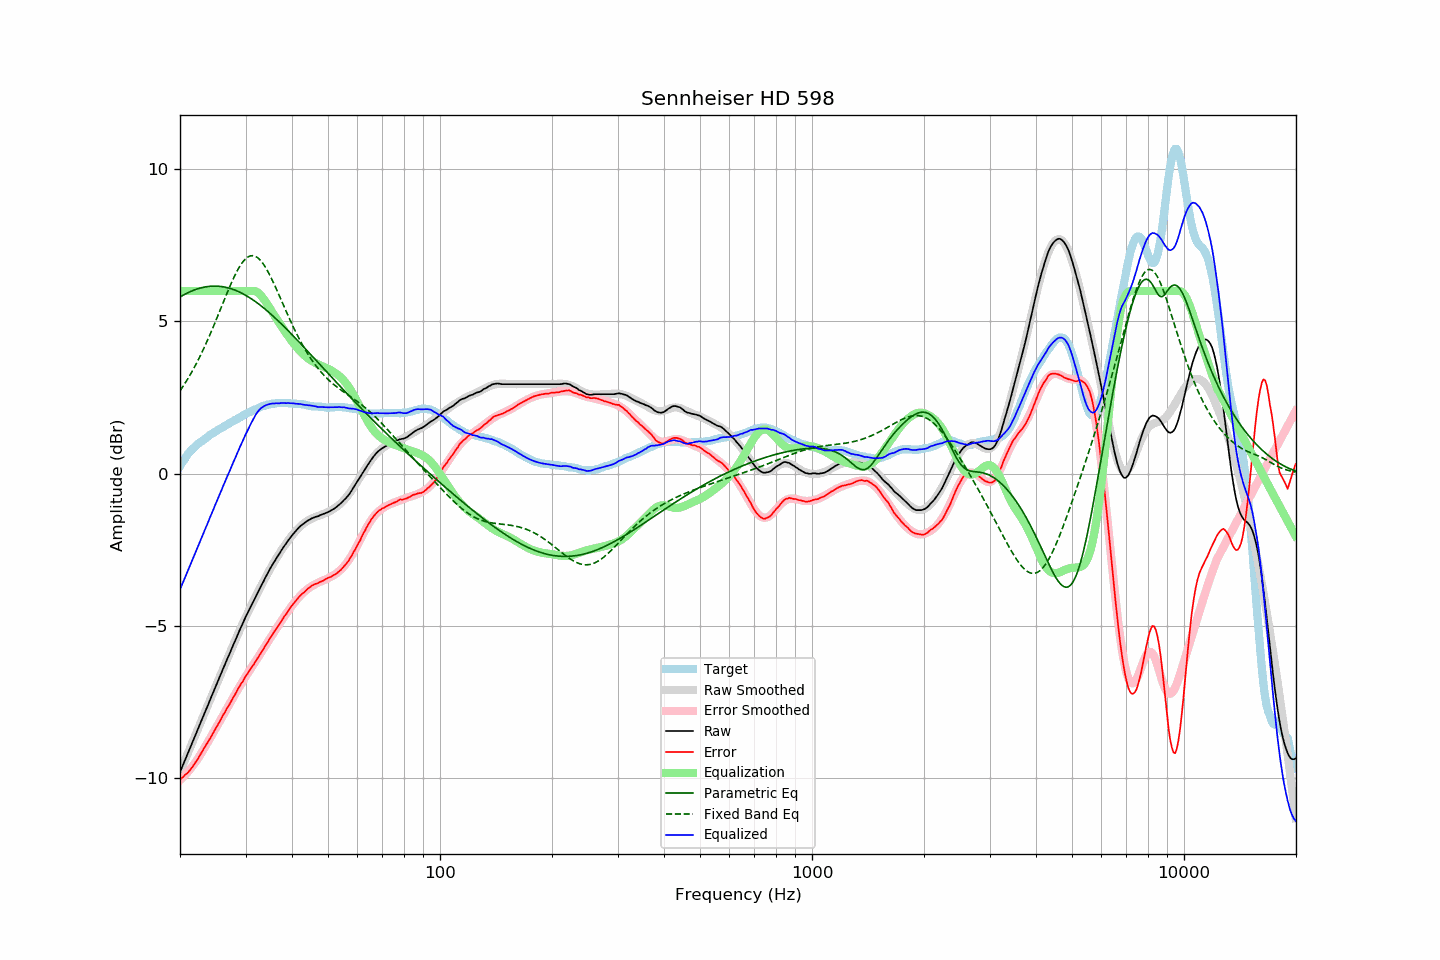 Sennheiser HD 598
Amplitude (dBr)
10
5
0
−5
−10
Target
Raw Smoothed
Error Smoothed
Raw
Error
Equalization
Parametric Eq
Fixed Band Eq
Equalized
100
1000
10000
Frequency (Hz)